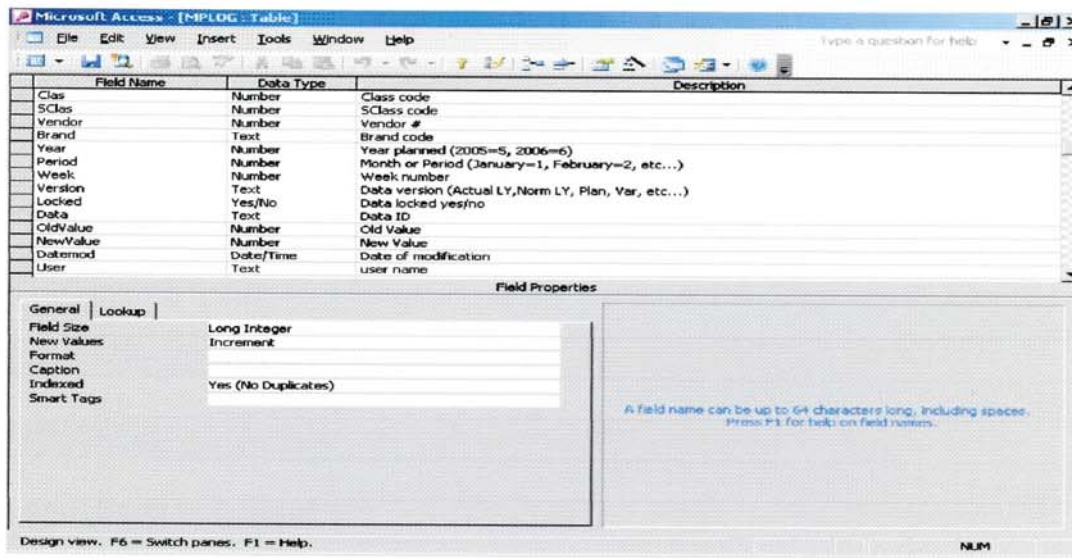 Microsoft Access - [MPLOG : Table]
File Edit View Insert Tools Window Help Type a question for help
Field Name Data Type Description
Clas Number Class code
SClas Number SClass code
Vendor Number Vendor #
Brand Text Brand code
Year Number Year planned (2005=5, 2006=6)
Period Number Month or Period (January=1, February=2, etc...)
Week Number Week number
Version Text Data version (Actual LY,Norm LY, Plan, Var, etc...)
Locked Yes/No Data locked yes/no
Data Text Data ID
OldValue Number Old Value
NewValue Number New Value
Datemod Date/Time Date of modification
User Text user name
Field Properties
General Lookup
Field Size Long Integer
New Values Increment
Format
Caption
Indexed Yes (No Duplicates)
Smart Tags
A field name can be up to 64 characters long, including spaces.
Press F1 for help on field names.
Design view. F6 = Switch panes. F1 = Help. NUM